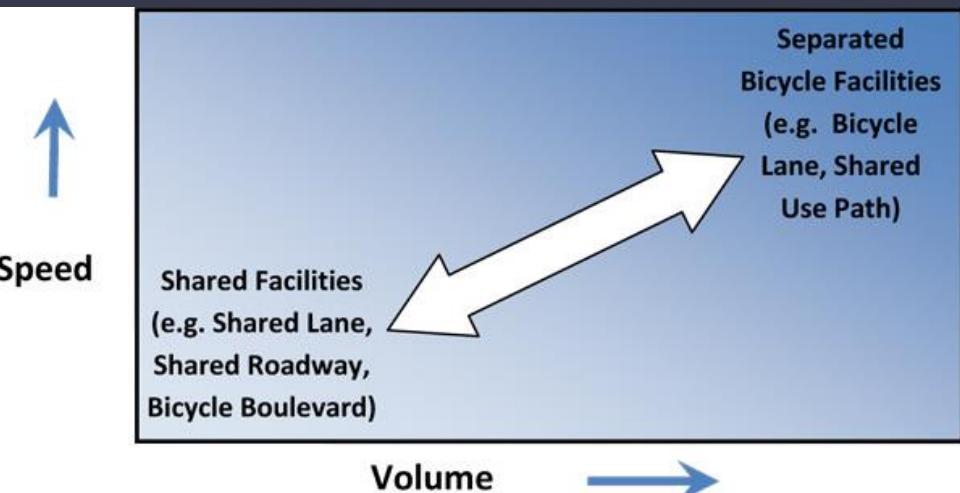 Separated
Bicycle Facilities
(e.g. Bicycle
Lane, Shared
Use Path)
Speed
Shared Facilities
(e.g. Shared Lane,
Shared Roadway,
Bicycle Boulevard)
Volume